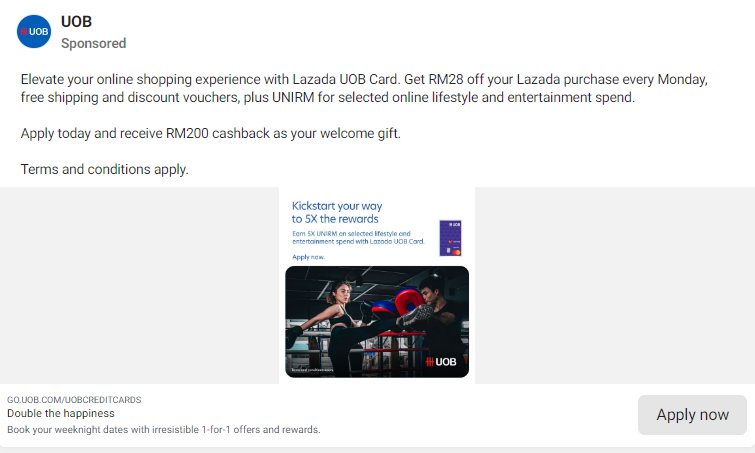 UOB
Sponsored
UOB
Elevate your online shopping experience with Lazada UOB Card. Get RM28 off your Lazada purchase every Monday,
free shipping and discount vouchers, plus UNIRM for selected online lifestyle and entertainment spend.
Apply today and receive RM200 cashback as your welcome gift.
Terms and conditions apply.
Kickstart your way
to 5X the rewards
Earn 5X UNIRM on selected lifestyle and
entertainment spend with Lazada UOB Card.
Apply now.
UOB
UOB
GO.UOB.COM/UOBCREDITCARDS
Double the happiness
Book your weeknight dates with irresistible 1-for-1 offers and rewards.
Apply now